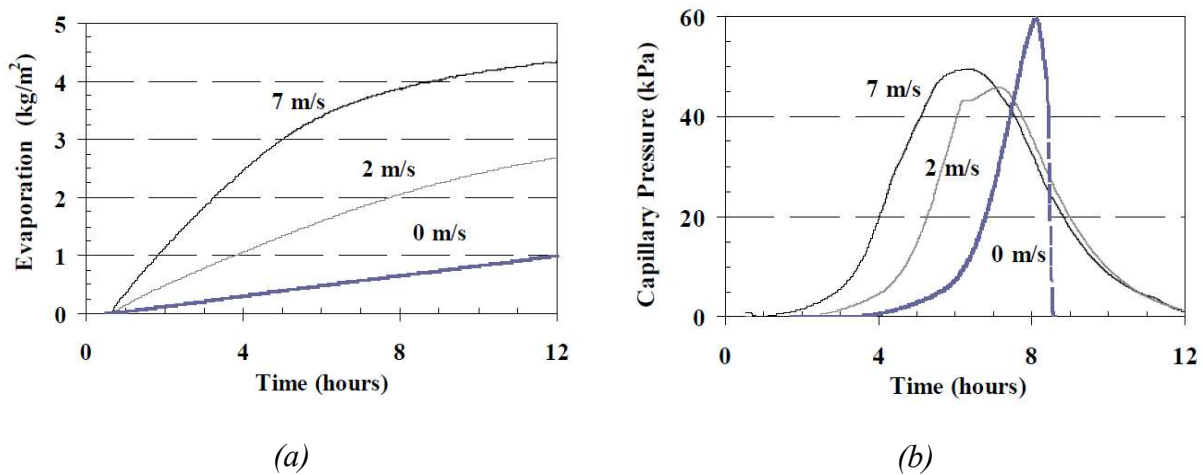 Evaporation (kg/m²)
5
4
3
2
1
0
7 m/s
2 m/s
0 m/s
0 4 8 12
Time (hours)
(a)
Capillary Pressure (kPa)
60
40
20
0
7 m/s
2 m/s
0 m/s
0 4 8 12
Time (hours)
(b)